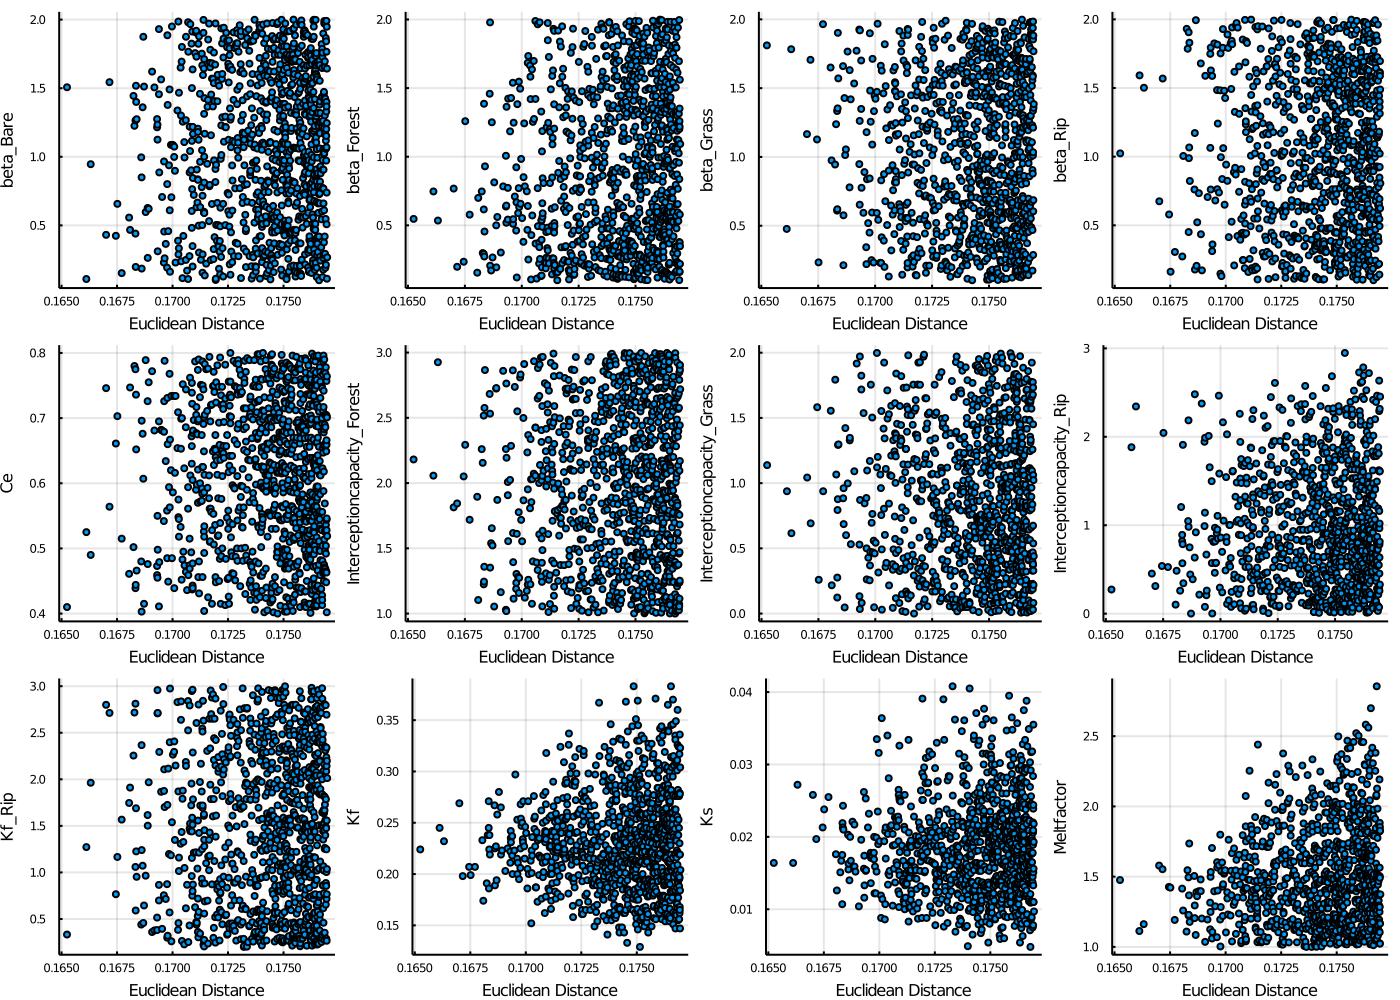 beta_Bare
2.0
1.5
1.0
0.5
0.1650 0.1675 0.1700 0.1725 0.1750
Euclidean Distance
beta_Forest
2.0
1.5
1.0
0.5
0.1650 0.1675 0.1700 0.1725 0.1750
Euclidean Distance
beta_Grass
2.0
1.5
1.0
0.5
0.1650 0.1675 0.1700 0.1725 0.1750
Euclidean Distance
beta_Rip
2.0
1.5
1.0
0.5
0.1650 0.1675 0.1700 0.1725 0.1750
Euclidean Distance
Ce
0.8
0.7
0.6
0.5
0.4
0.1650 0.1675 0.1700 0.1725 0.1750
Euclidean Distance
Interceptioncapacity_Forest
3.0
2.5
2.0
1.5
1.0
0.1650 0.1675 0.1700 0.1725 0.1750
Euclidean Distance
Interceptioncapacity_Grass
2.0
1.5
1.0
0.5
0.0
0.1650 0.1675 0.1700 0.1725 0.1750
Euclidean Distance
Interceptioncapacity_Rip
3
2
1
0
0.1650 0.1675 0.1700 0.1725 0.1750
Euclidean Distance
Kf_Rip
3.0
2.5
2.0
1.5
1.0
0.5
0.1650 0.1675 0.1700 0.1725 0.1750
Euclidean Distance
Kf
0.35
0.30
0.25
0.20
0.15
0.1650 0.1675 0.1700 0.1725 0.1750
Euclidean Distance
Ks
0.04
0.03
0.02
0.01
0.1650 0.1675 0.1700 0.1725 0.1750
Euclidean Distance
Meltfactor
2.5
2.0
1.5
1.0
0.1650 0.1675 0.1700 0.1725 0.1750
Euclidean Distance